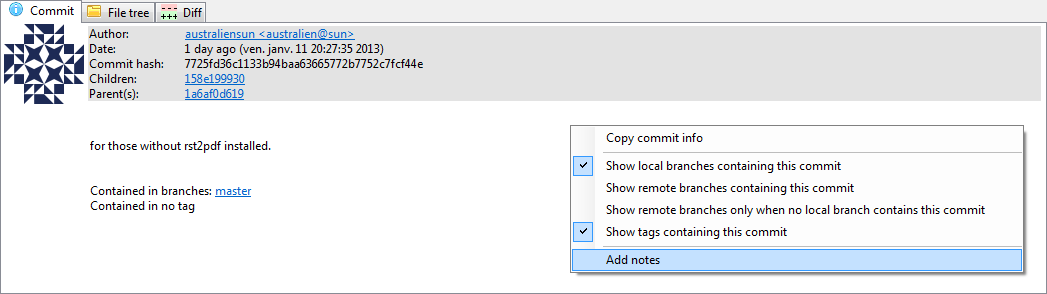 Commit File tree Diff
Author: australiensun <australien@sun>
Date: 1 day ago (ven. janv. 11 20:27:35 2013)
Commit hash: 7725fd36c1133b94baa63665772b7752c7fcf44e
Children: 158e199930
Parent(s): 1a6af0d619
for those without rst2pdf installed.
Contained in branches: master
Contained in no tag
Copy commit info
Show local branches containing this commit
Show remote branches containing this commit
Show remote branches only when no local branch contains this commit
Show tags containing this commit
Add notes